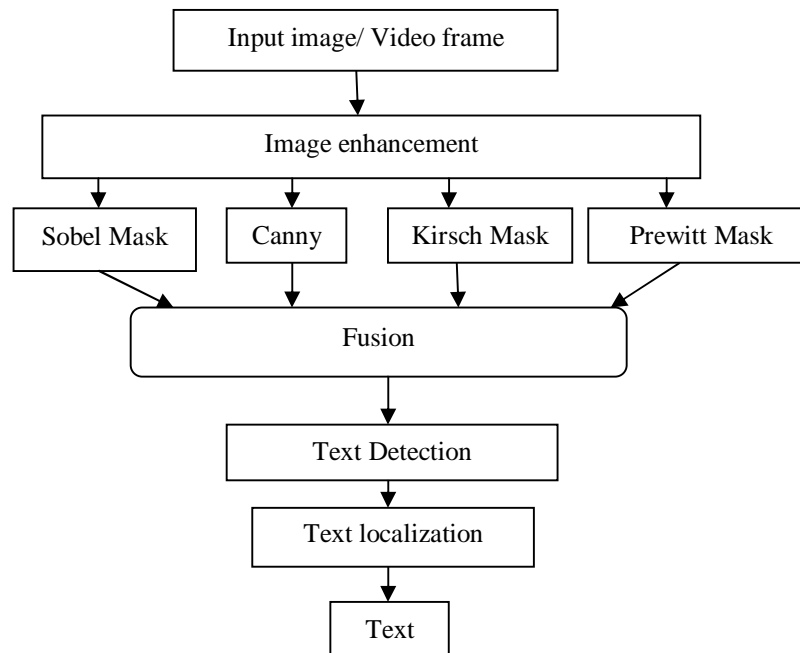 Input image/ Video frame
Image enhancement
Sobel Mask
Canny
Kirsch Mask
Prewitt Mask
Fusion
Text Detection
Text localization
Text